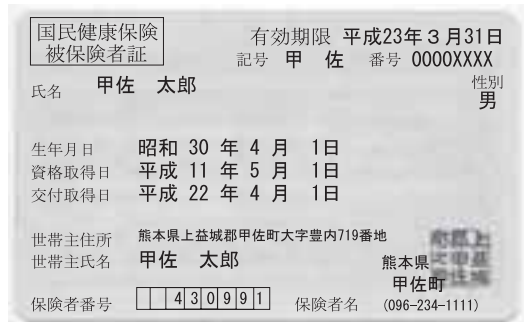 国民健康保険
被保険者証
有効期限 平成23年3月31日
記号 甲 佐 番号 0000XXXX
氏名 甲佐 太郎
性別
男
生年月日 昭和 30 年 4 月 1日
資格取得日 平成 11 年 5 月 1日
交付取得日 平成 22 年 4 月 1日
世帯主住所 熊本県上益城郡甲佐町大字豊内719番地
世帯主氏名 甲佐 太郎
熊本県
甲佐町
保険者番号 430991 保険者名 (096-234-1111)